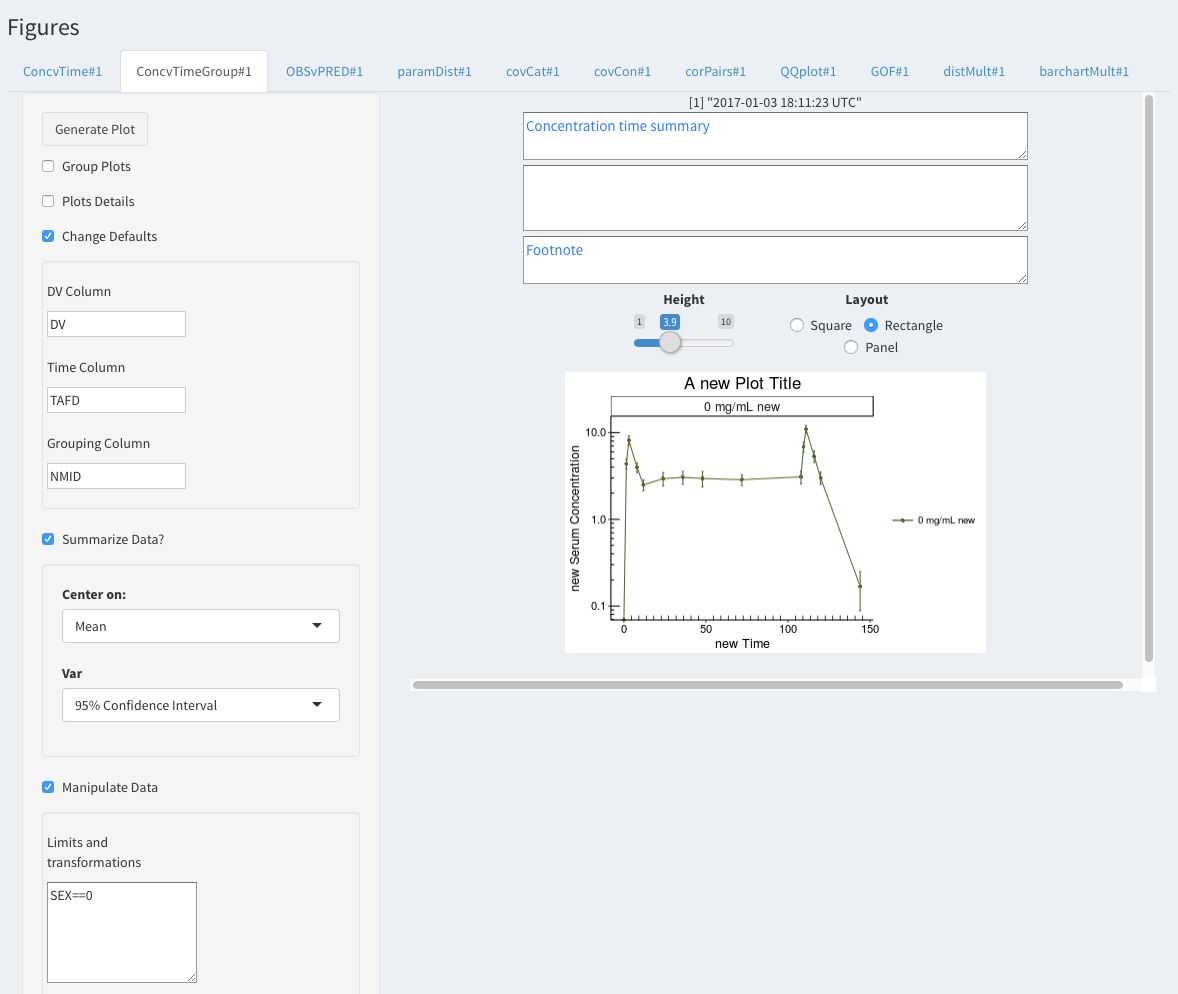 Figures
ConcvTime#1 ConcvTimeGroup#1 OBSvPRED#1 paramDist#1 covCat#1 covCon#1 corPairs#1 QQplot#1 GOF#1 distMult#1 barchartMult#1
Generate Plot
Group Plots
Plots Details
Change Defaults
DV Column
DV
Time Column
TAFD
Grouping Column
NMID
Summarize Data?
Center on:
Mean
Var
95% Confidence Interval
Manipulate Data
Limits and
transformations
SEX==0
[1] "2017-01-03 18:11:23 UTC"
Concentration time summary
Footnote
Height
1 3.9 10
Layout
Square Rectangle
Panel
A new Plot Title
0 mg/mL new
new Serum Concentration
10.0
1.0
0.1
0 50 100 150
new Time
0 mg/mL new